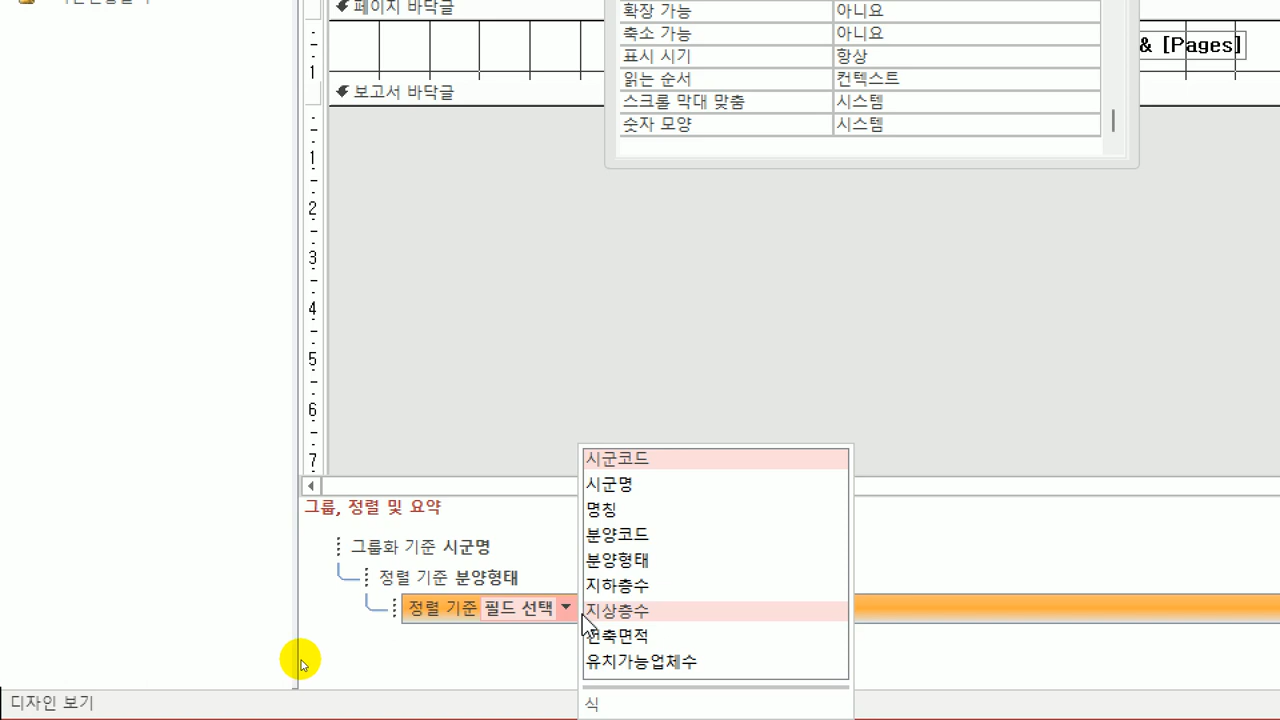 페이지 바닥글
확장 가능 아니요
축소 가능 아니요
표시 시기 항상
& [Pages]
읽는 순서 컨텍스트
보고서 바닥글
스크롤 막대 맞춤 시스템
숫자 모양 시스템
1
1
2
3
4
5
6
7
시군코드
시군명
명칭
분양코드
분양형태
지하층수
지상층수
건축면적
유치가능업체수
식
그룹, 정렬 및 요약
그룹화 기준 시군명
정렬 기준 분양형태
정렬 기준 필드 선택
디자인 보기